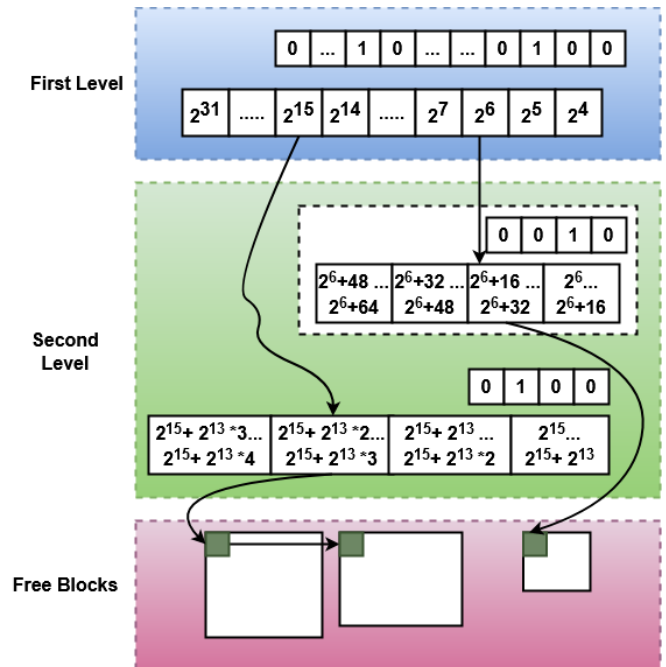 0 ... 1 0 ... ... 0 1 0 0
First Level
2^31 ..... 2^15 2^14 ..... 2^7 2^6 2^5 2^4
0 0 1 0
2^6+48 ... 2^6+32 ... 2^6+16 ... 2^6...
2^6+64 2^6+48 2^6+32 2^6+16
Second
Level
0 1 0 0
2^15+ 2^13 *3... 2^15+ 2^13 *2... 2^15+ 2^13 ... 2^15...
2^15+ 2^13 *4 2^15+ 2^13 *3 2^15+ 2^13 *2 2^15+ 2^13
Free Blocks